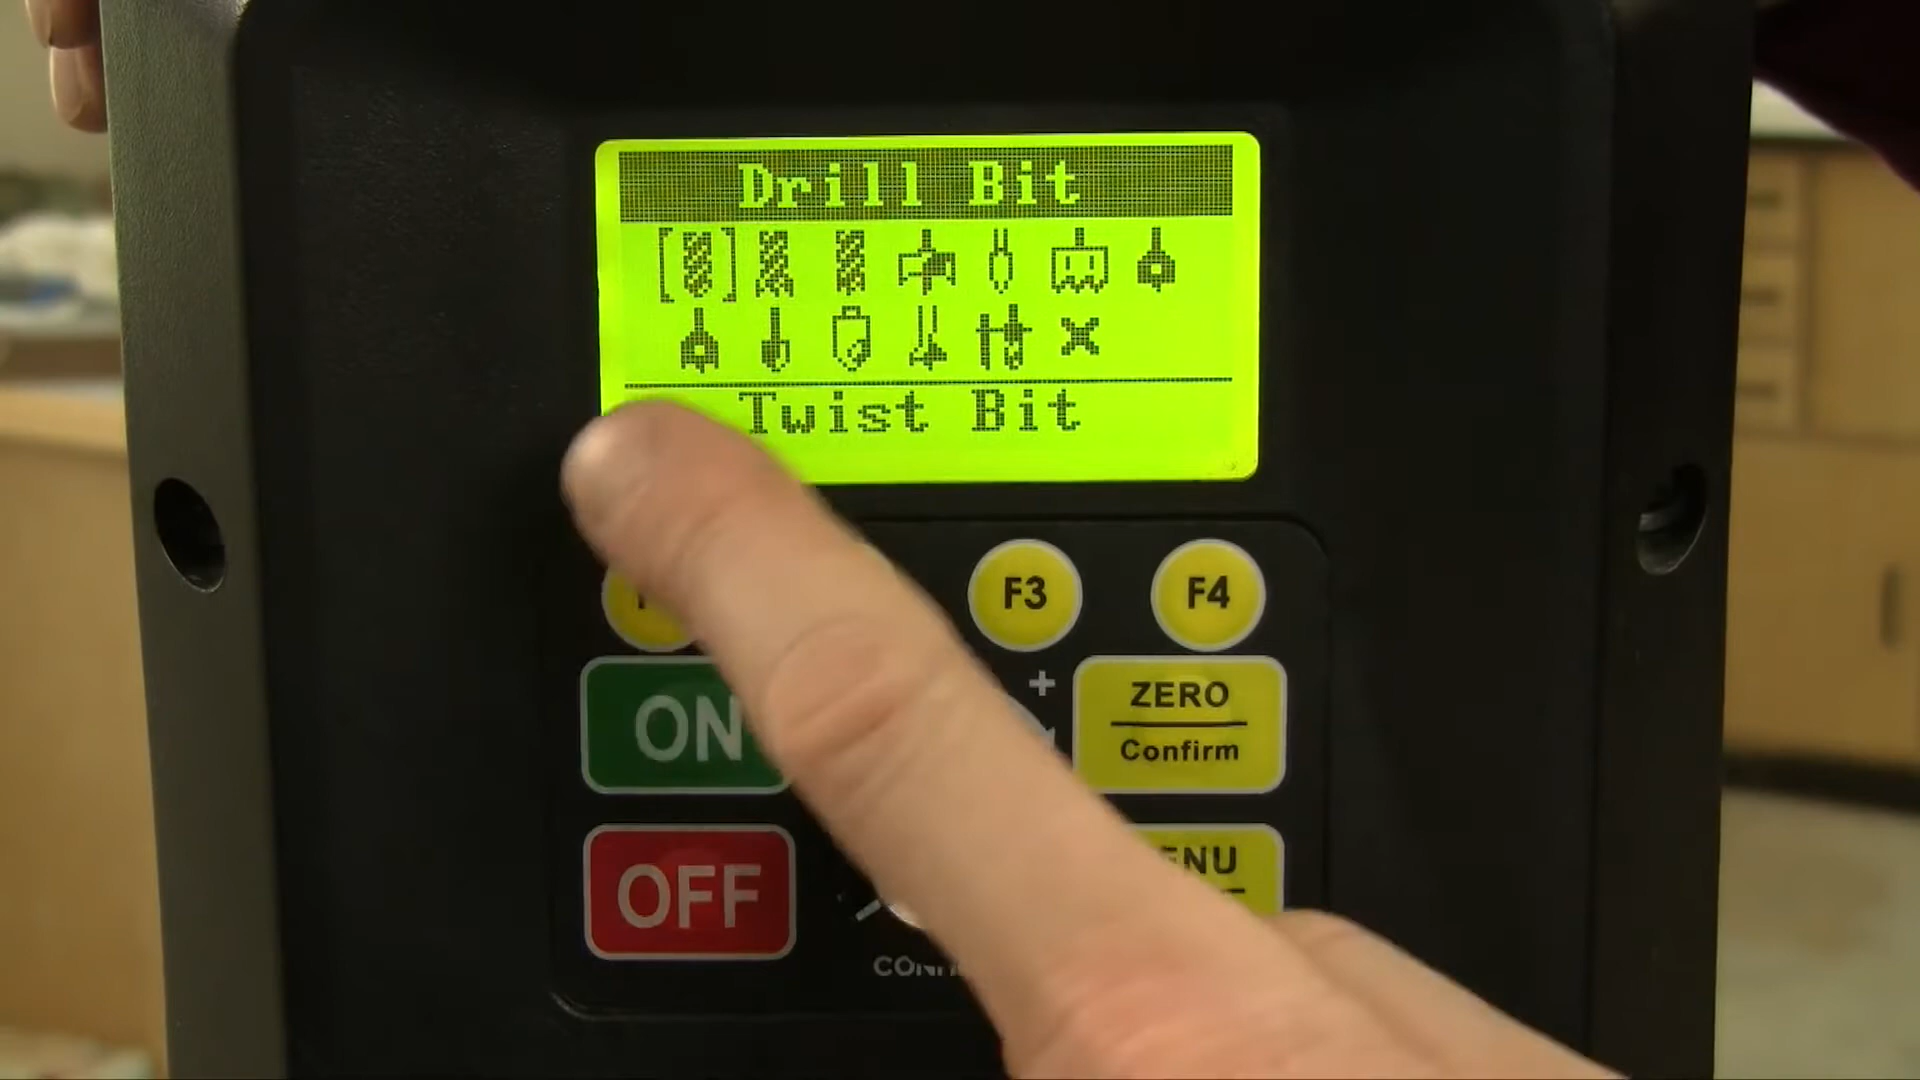 Drill Bit
Twist Bit
F3
F4
ON
+
ZERO
Confirm
OFF